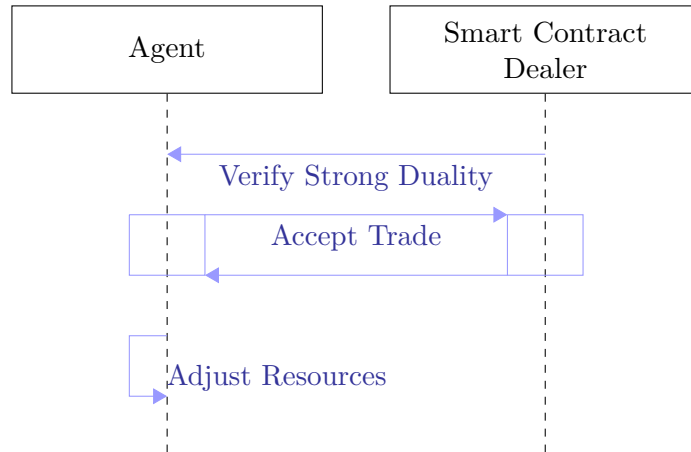 Agent
Smart Contract
Dealer
Verify Strong Duality
Accept Trade
Adjust Resources